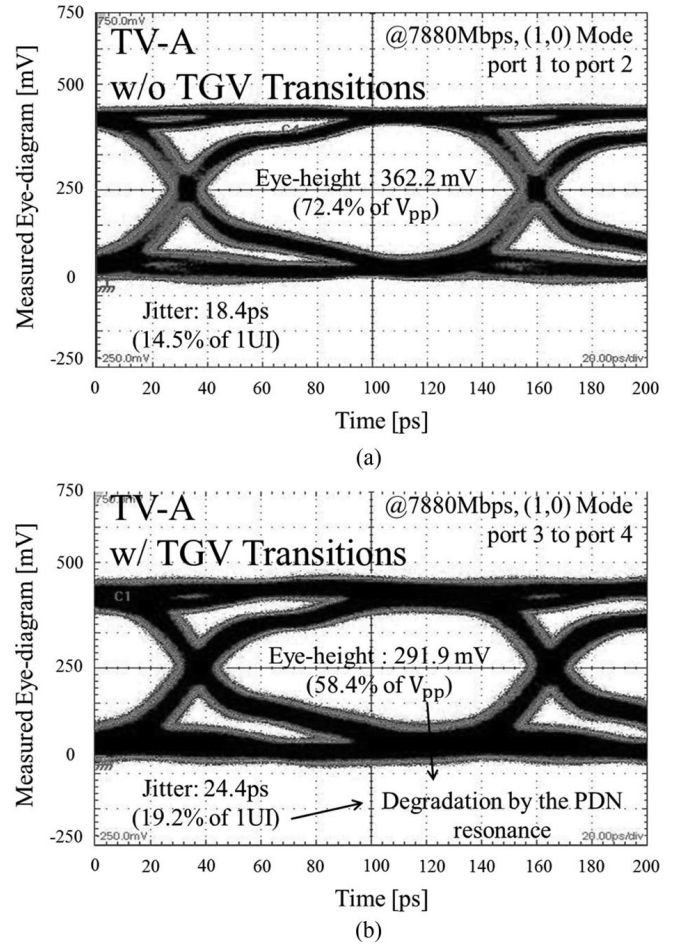 750
750.0mV
TV-A
@7880Mbps, (1,0) Mode
w/o TGV Transitions
port 1 to port 2
500
Eye-height : 362.2 mV
250
(72.4% of Vpp)
0
Jitter: 18.4ps
(14.5% of 1UI)
-250
-250.0mV
20.00ps/div
0 20 40 60 80 100 120 140 160 180 200
Measured Eye-diagram [mV]
Time [ps]
(a)
750
750.0mV
TV-A
@7880Mbps, (1,0) Mode
w/ TGV Transitions
port 3 to port 4
500
C1
Eye-height : 291.9 mV
250
(58.4% of Vpp)
0
Jitter: 24.4ps
(19.2% of 1UI)
Degradation by the PDN
resonance
-250
-250.0mV
20.00ps/div
0 20 40 60 80 100 120 140 160 180 200
Measured Eye-diagram [mV]
Time [ps]
(b)